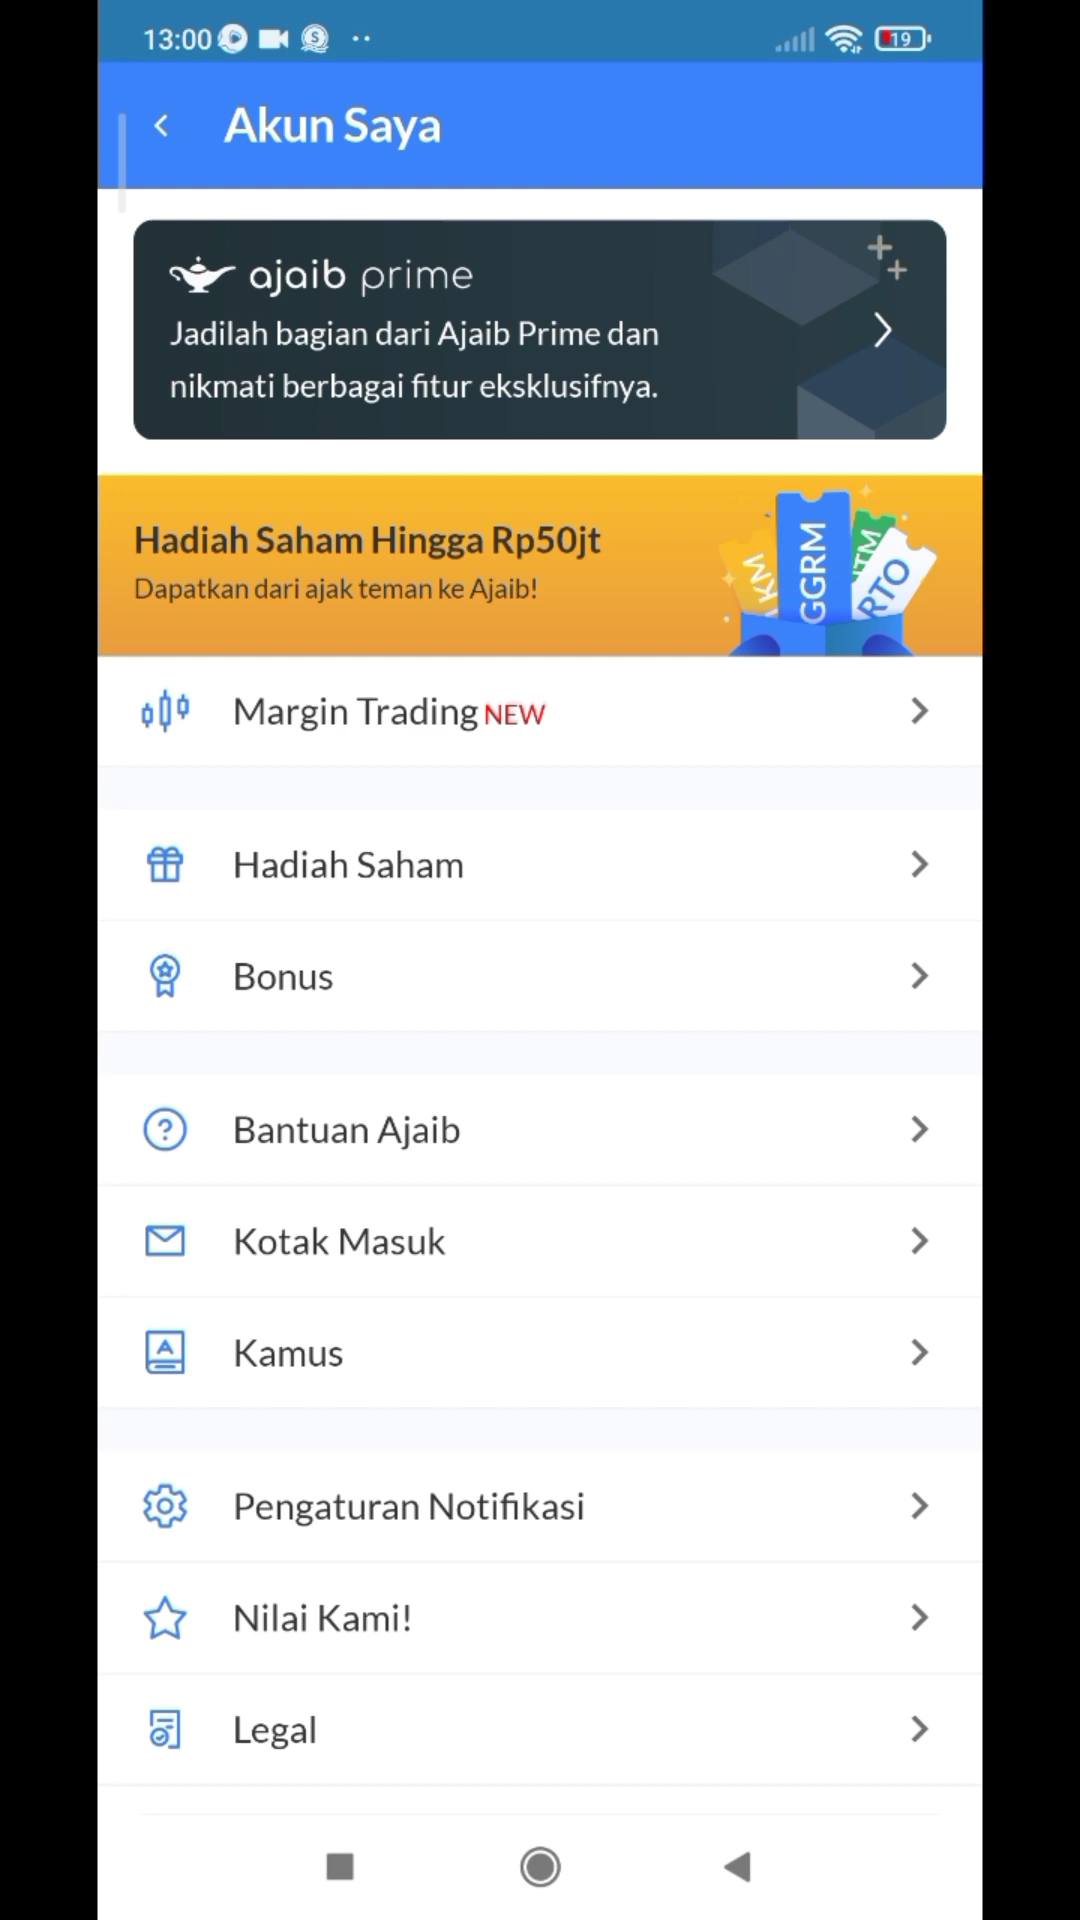 13:00
19
Akun Saya
ajaib prime
Jadilah bagian dari Ajaib Prime dan
nikmati berbagai fitur eksklusifnya.
Hadiah Saham Hingga Rp50jt
Dapatkan dari ajak teman ke Ajaib!
GGRM
RTO
Margin Trading NEW
Hadiah Saham
Bonus
Bantuan Ajaib
Kotak Masuk
Kamus
Pengaturan Notifikasi
Nilai Kami!
Legal